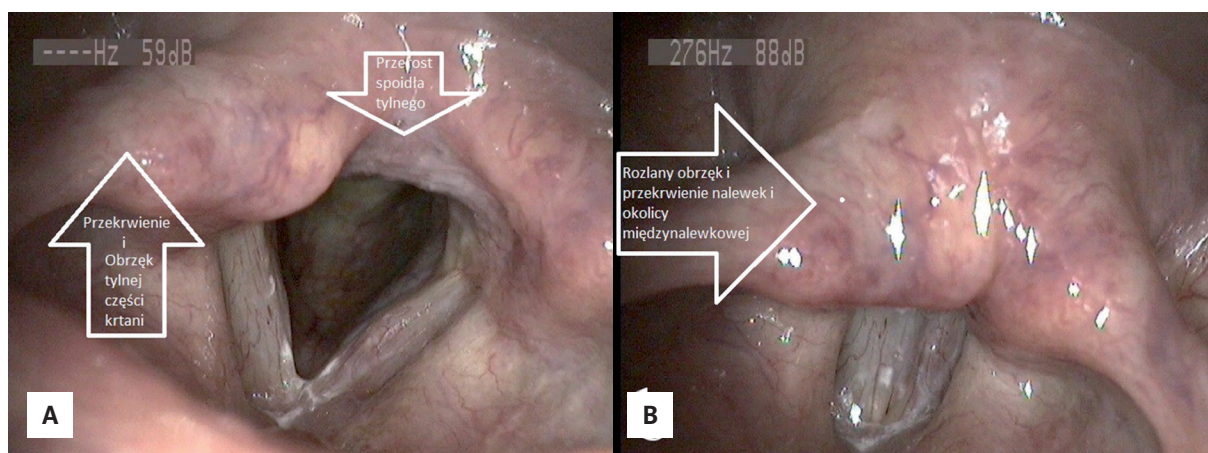 ----Hz 59dB
Przerost
spoidła
tylnego
Przekrwienie
i
Obrzęk
tylnej
części
krtani
A
276Hz 88dB
Rozlany obrzęk i
przekrwienie nalewek i
okolicy
międzynalewkowej
B